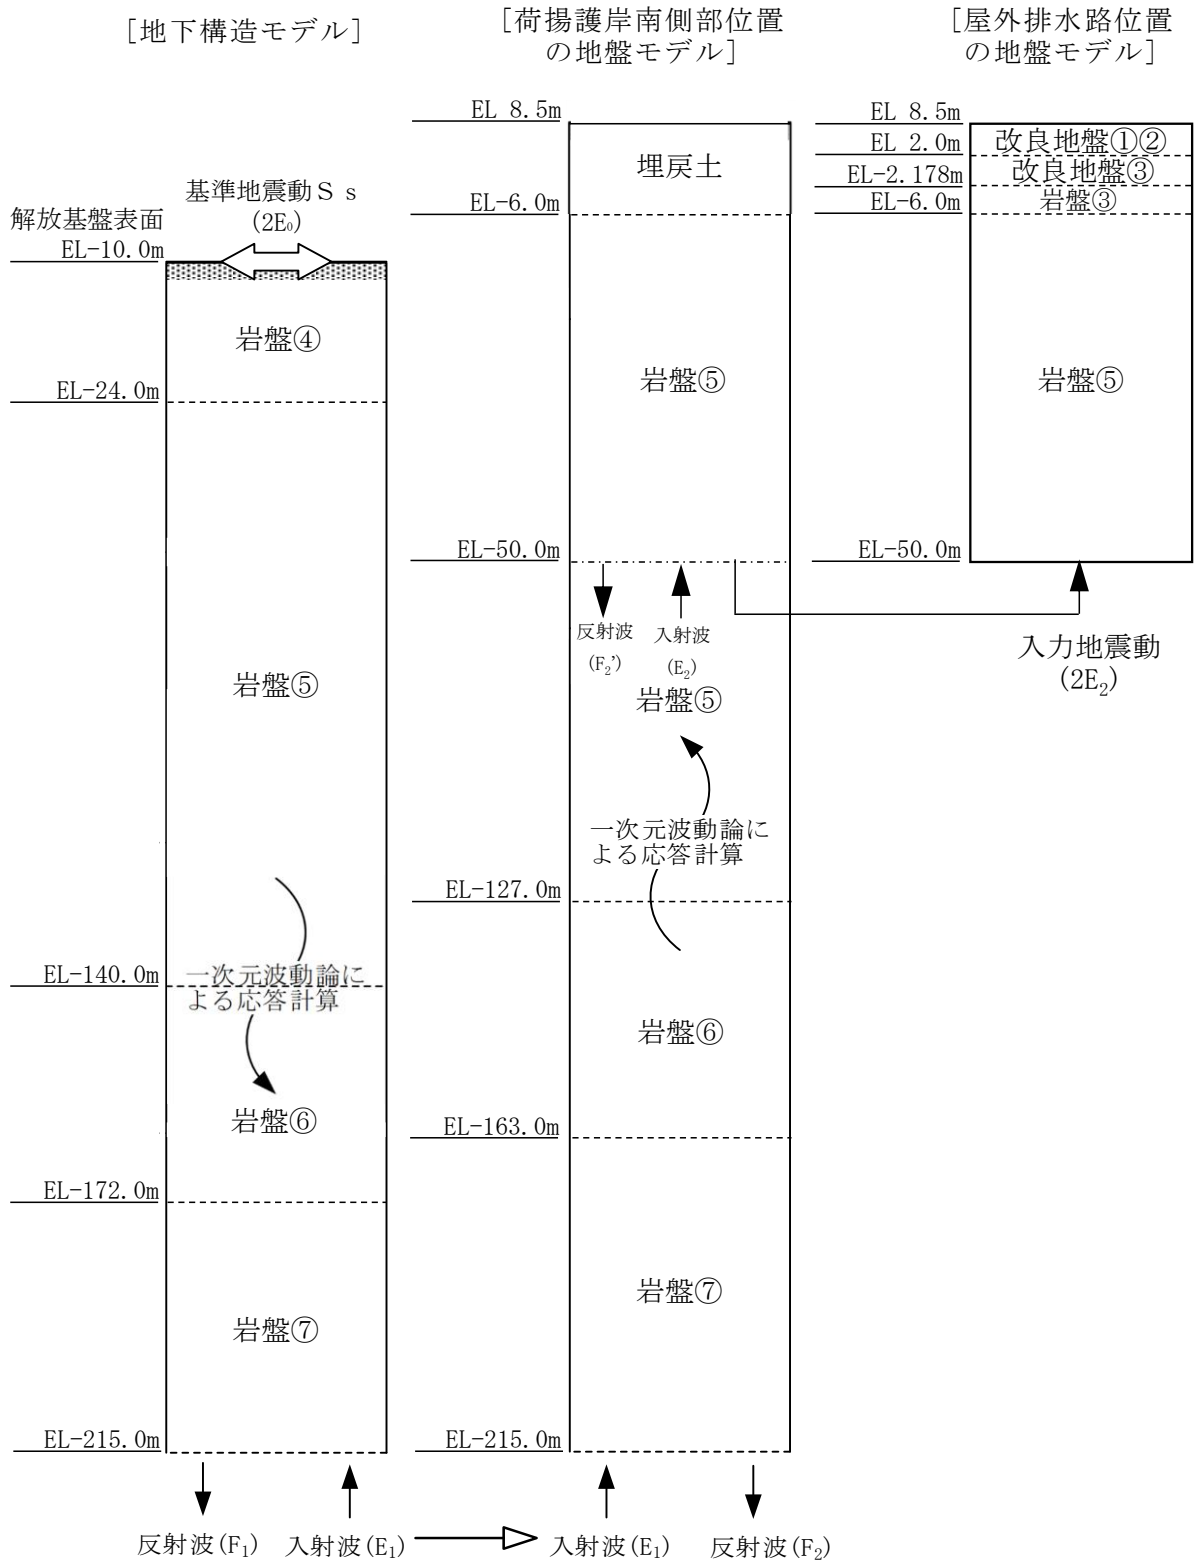 [地下構造モデル]
[荷揚護岸南側部位置
の地盤モデル]
[屋外排水路位置
の地盤モデル]
基準地震動Ｓｓ
(2E₀)
解放基盤表面
EL-10.0m
岩盤④
EL-24.0m
岩盤⑤
EL-140.0m
一次元波動論に
よる応答計算
岩盤⑥
EL-172.0m
岩盤⑦
EL-215.0m
反射波(F₁)
入射波(E₁)
EL 8.5m
埋戻土
EL-6.0m
岩盤⑤
EL-50.0m
反射波
(F₂’)
入射波
(E₂)
岩盤⑤
一次元波動論に
よる応答計算
EL-127.0m
岩盤⑥
EL-163.0m
岩盤⑦
EL-215.0m
入射波(E₁)
反射波(F₂)
EL 8.5m
改良地盤①②
EL 2.0m
改良地盤③
EL-2.178m
岩盤③
EL-6.0m
岩盤⑤
EL-50.0m
入力地震動
(2E₂)